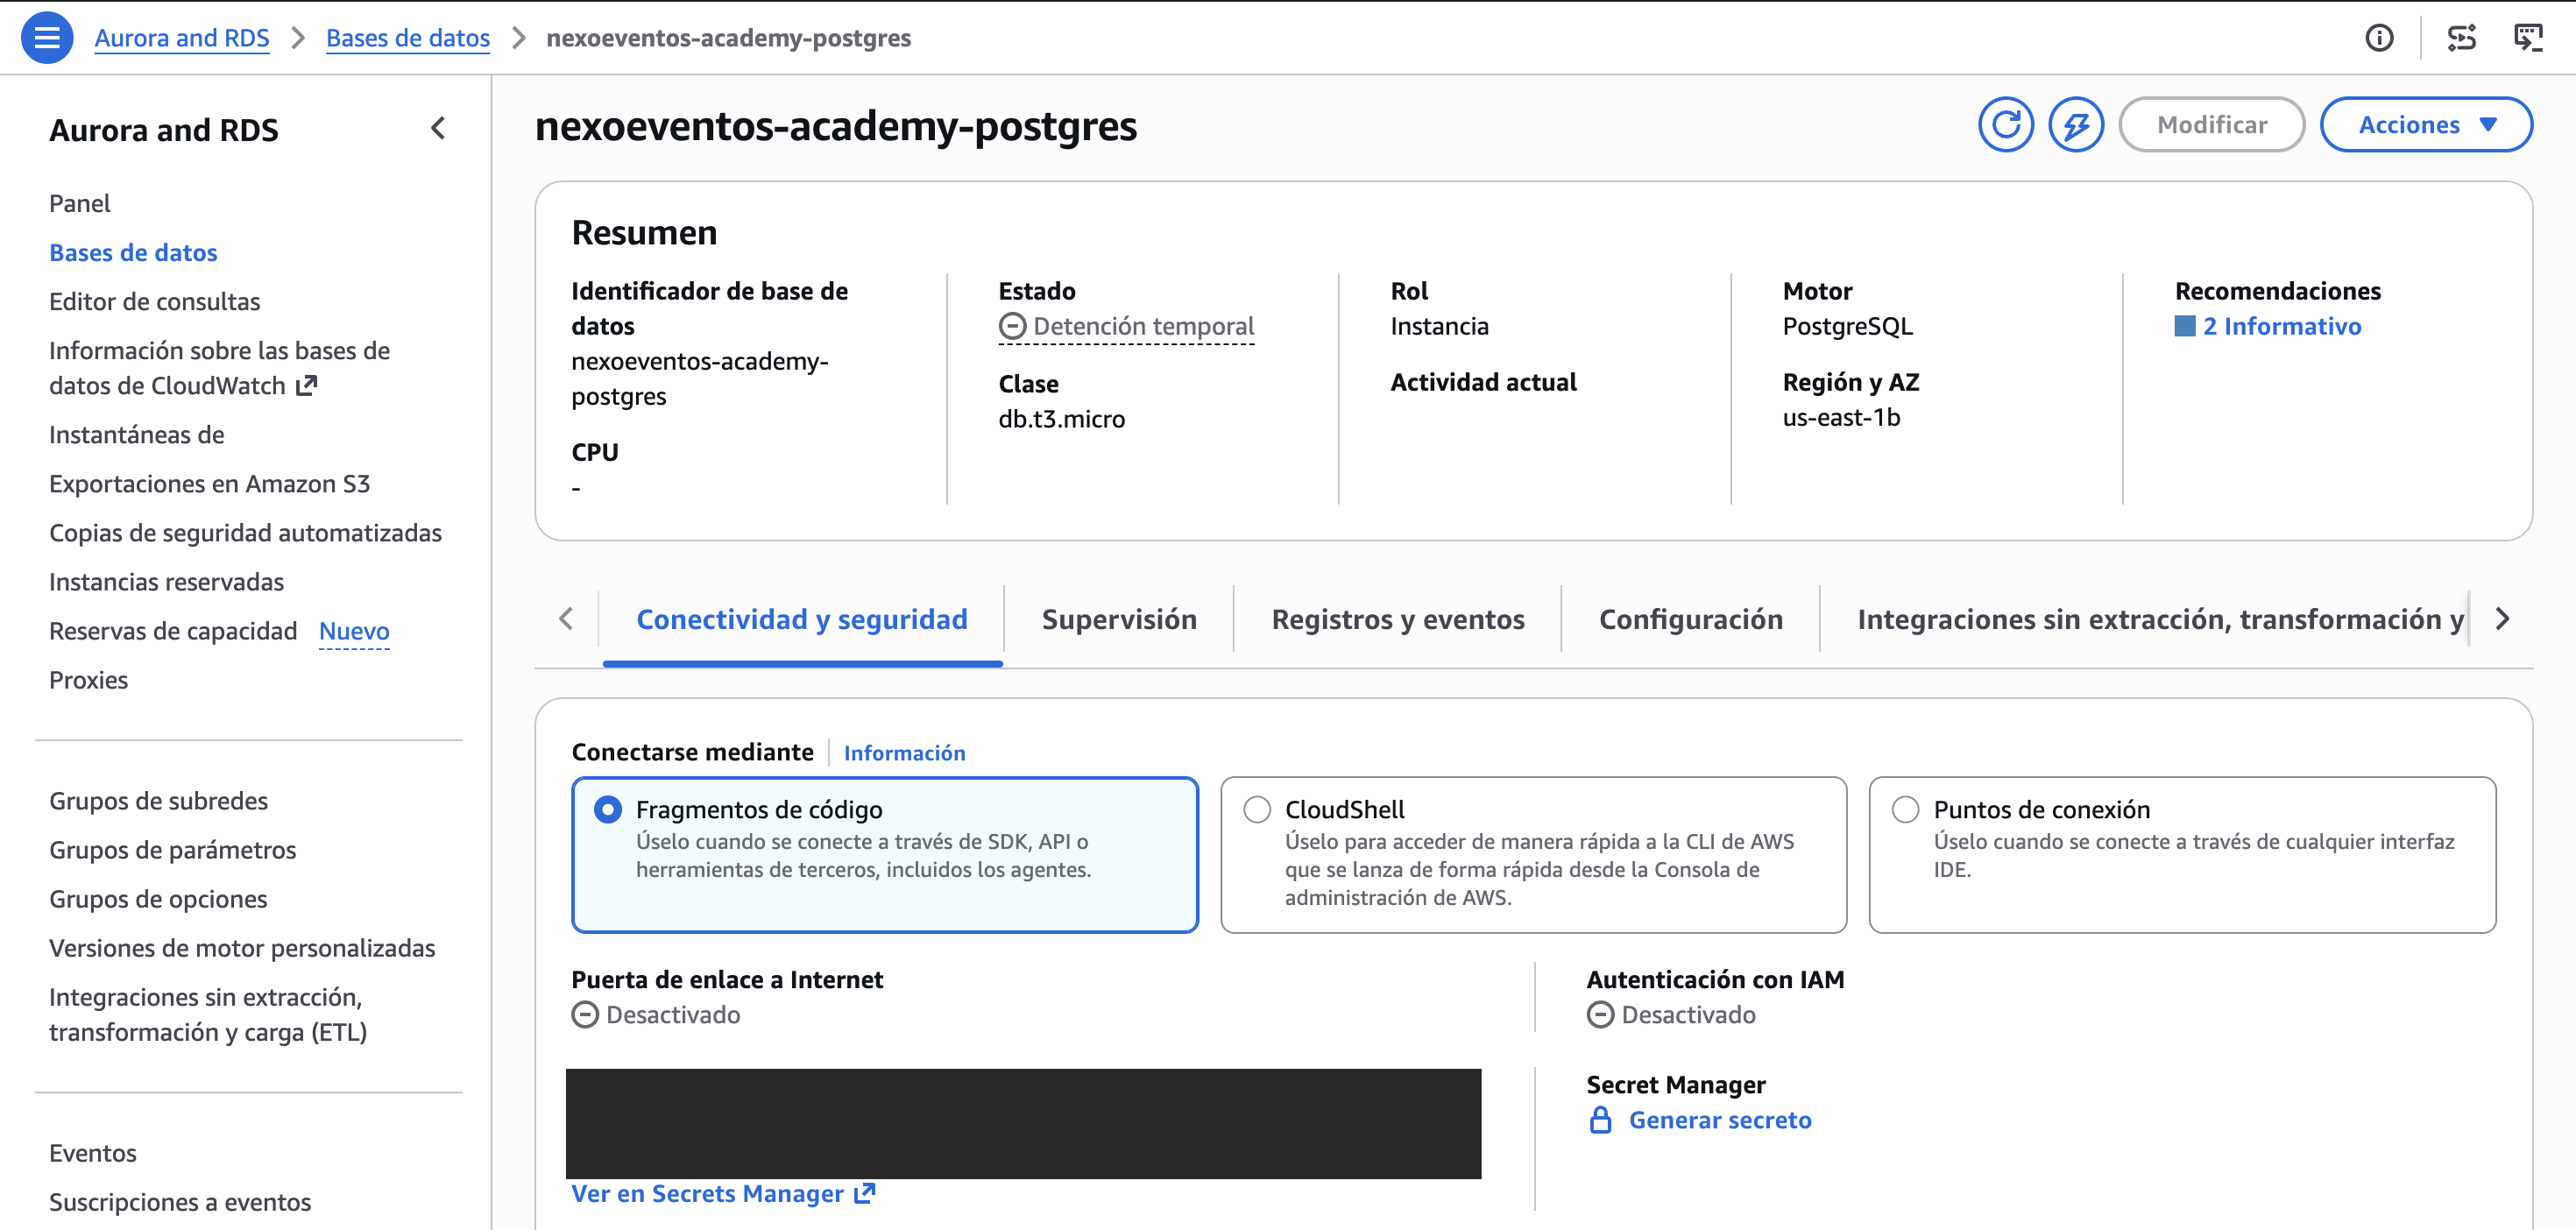 Aurora and RDS > Bases de datos > nexoeventos-academy-postgres
Aurora and RDS
Panel
Bases de datos
Editor de consultas
Información sobre las bases de
datos de CloudWatch
Instantáneas de
Exportaciones en Amazon S3
Copias de seguridad automatizadas
Instancias reservadas
Reservas de capacidad Nuevo
Proxies
Grupos de subredes
Grupos de parámetros
Grupos de opciones
Versiones de motor personalizadas
Integraciones sin extracción,
transformación y carga (ETL)
Eventos
Suscripciones a eventos
nexoeventos-academy-postgres
Modificar
Acciones
Resumen
Identificador de base de
datos
nexoeventos-academy-
postgres
CPU
-
Estado
Detención temporal
Clase
db.t3.micro
Rol
Instancia
Actividad actual
Motor
PostgreSQL
Región y AZ
us-east-1b
Recomendaciones
2 Informativo
Conectividad y seguridad
Supervisión
Registros y eventos
Configuración
Integraciones sin extracción, transformación y
Conectarse mediante
Información
Fragmentos de código
Úselo cuando se conecte a través de SDK, API o
herramientas de terceros, incluidos los agentes.
CloudShell
Úselo para acceder de manera rápida a la CLI de AWS
que se lanza de forma rápida desde la Consola de
administración de AWS.
Puntos de conexión
Úselo cuando se conecte a través de cualquier interfaz
IDE.
Puerta de enlace a Internet
Desactivado
Autenticación con IAM
Desactivado
Ver en Secrets Manager
Secret Manager
Generar secreto